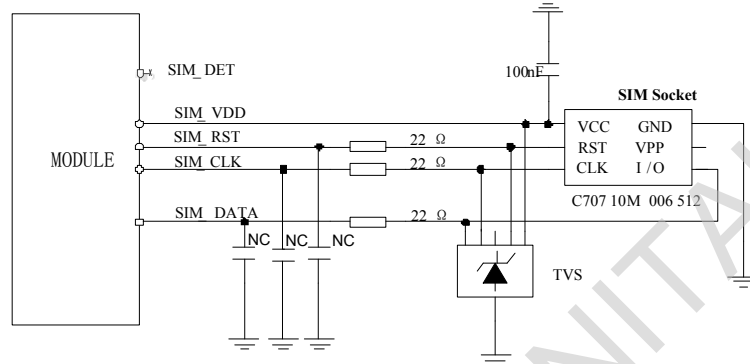 SIM_DET
100nF
SIM Socket
SIM_VDD
VCC GND
SIM_RST
22 Ω
RST VPP
MODULE
SIM_CLK
22 Ω
CLK I/O
C707 10M 006 512
SIM_DATA
22 Ω
NC
NC
NC
TVS